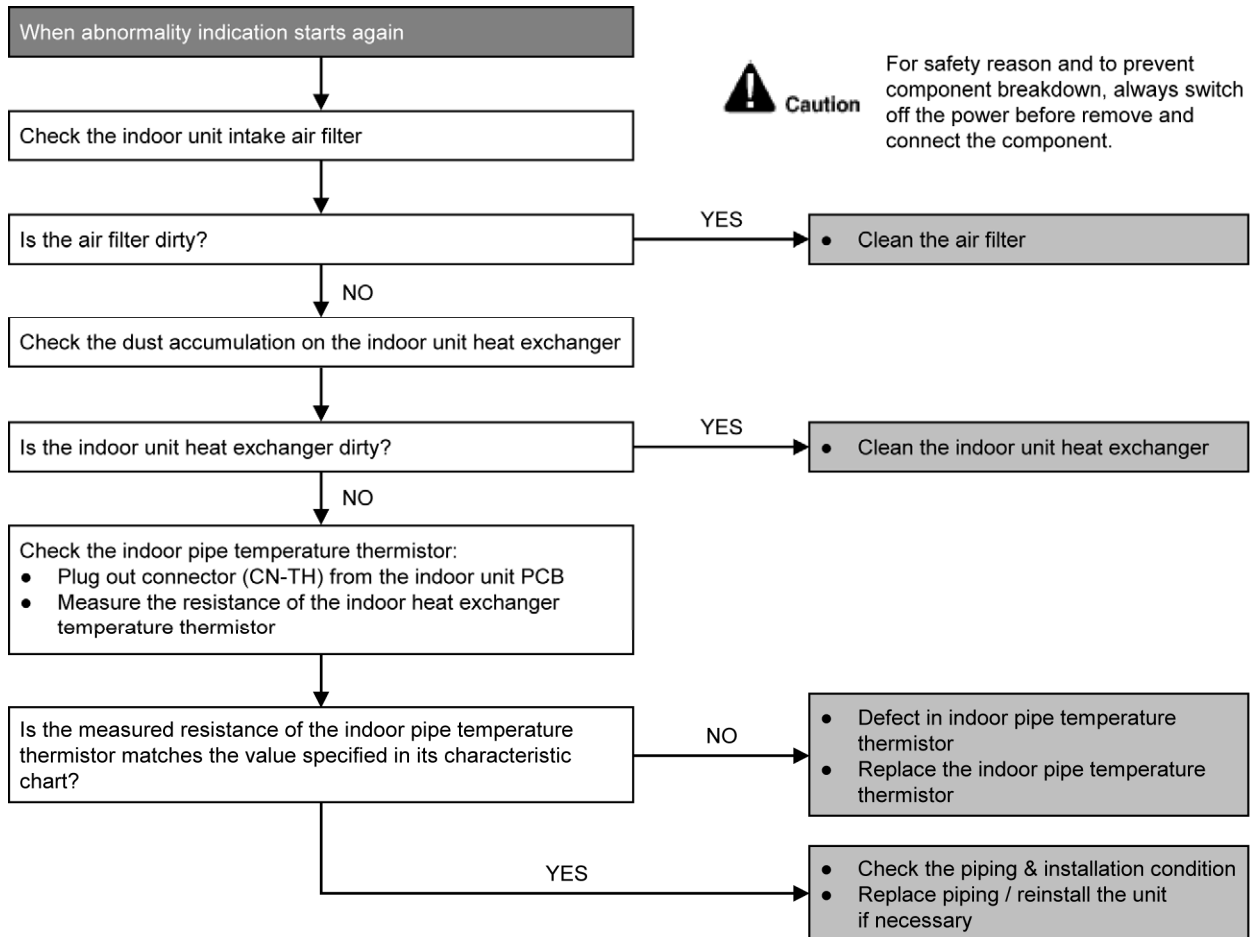 When abnormality indication starts again
For safety reason and to prevent
component breakdown, always switch
off the power before remove and
connect the component.
Caution
Check the indoor unit intake air filter
Is the air filter dirty?
YES
● Clean the air filter
NO
Check the dust accumulation on the indoor unit heat exchanger
Is the indoor unit heat exchanger dirty?
YES
● Clean the indoor unit heat exchanger
NO
Check the indoor pipe temperature thermistor:
● Plug out connector (CN-TH) from the indoor unit PCB
● Measure the resistance of the indoor heat exchanger
temperature thermistor
Is the measured resistance of the indoor pipe temperature
thermistor matches the value specified in its characteristic
chart?
NO
● Defect in indoor pipe temperature
thermistor
● Replace the indoor pipe temperature
thermistor
YES
● Check the piping & installation condition
● Replace piping / reinstall the unit
if necessary